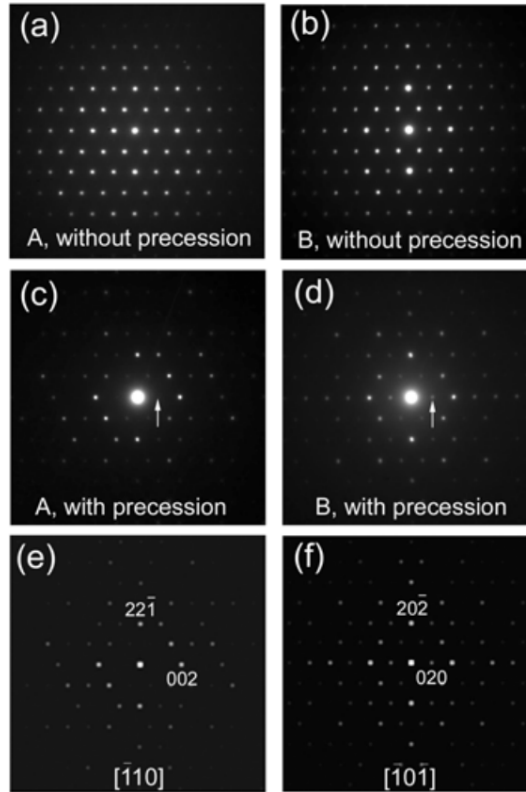 (a) (b)
A, without precession B, without precession
(c) (d)
A, with precession B, with precession
(e) (f)
221̄ 202̄
002 020
[1̄10] [1̄01̄]